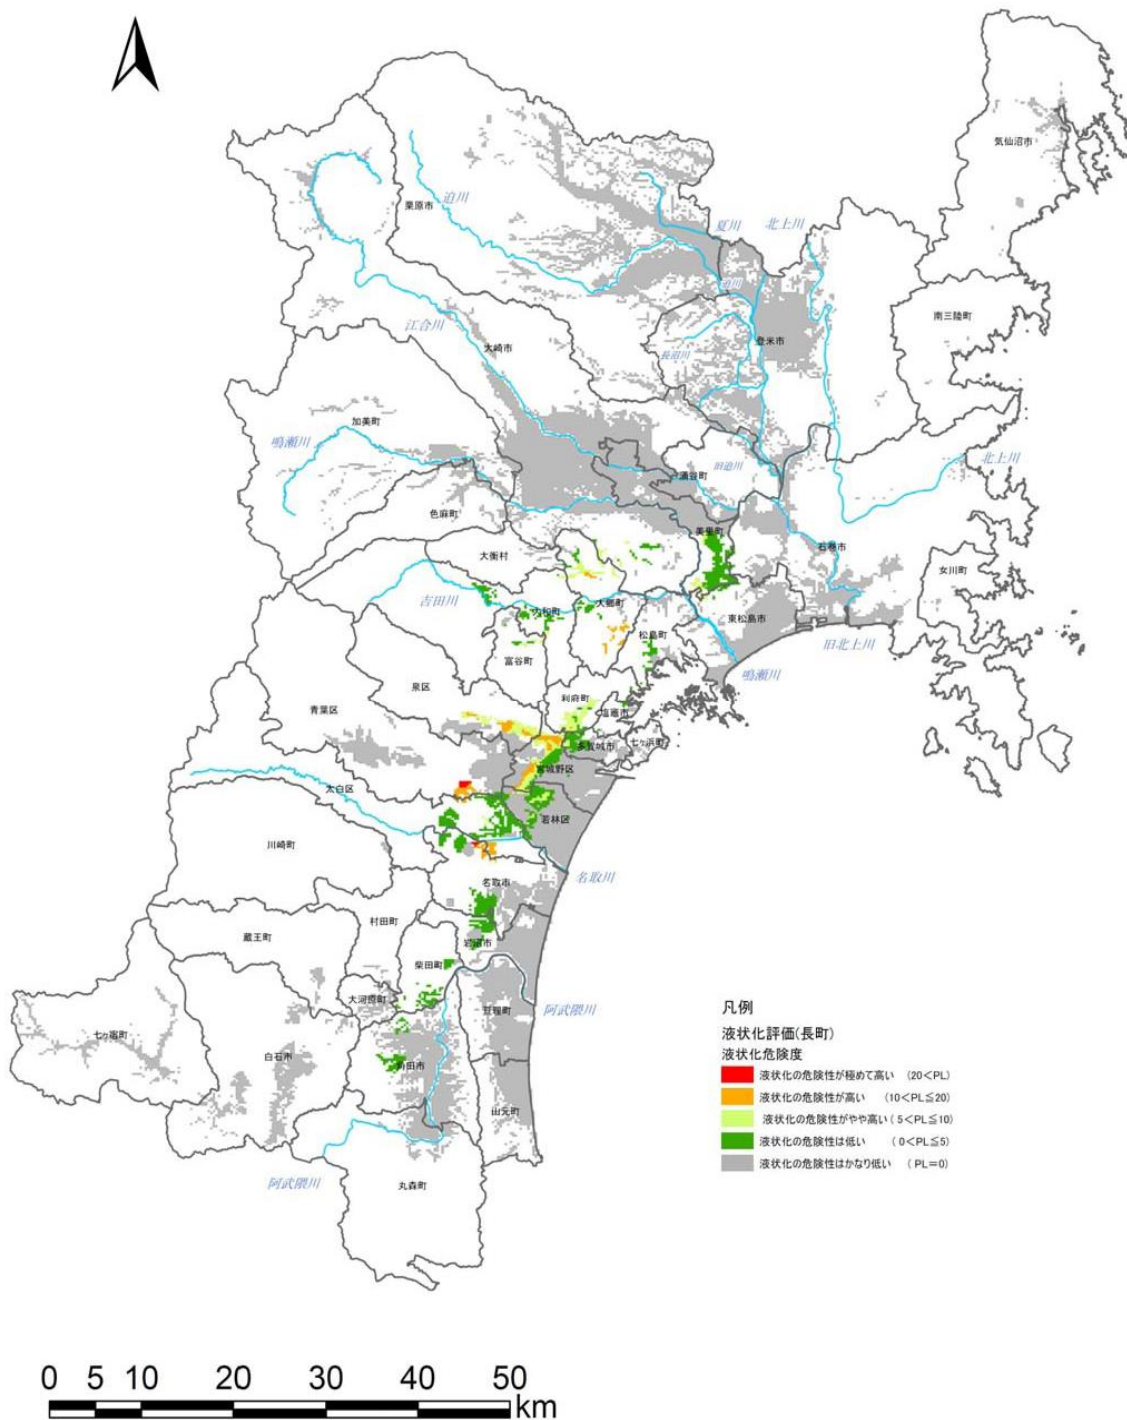 気仙沼市
栗原市
迫川
夏川
北上川
迫川
南三陸町
江合川
大崎市
登米市
長沼川
加美町
鳴瀬川
旧迫川
涌谷町
北上川
色麻町
美里町
大衡村
石巻市
女川町
吉田川
大和町
大郷町
東松島市
松島町
旧北上川
富谷町
鳴瀬川
泉区
利府町
青葉区
塩竈市
多賀城市
七ヶ浜町
宮城野区
太白区
若林区
川崎町
名取川
名取市
村田町
蔵王町
岩沼市
柴田町
大河原町
亘理町
阿武隈川
七ヶ宿町
白石市
角田市
山元町
阿武隈川
丸森町
凡例
液状化評価(長町)
液状化危険度
液状化の危険性が極めて高い (20<PL)
液状化の危険性が高い (10<PL≦20)
液状化の危険性がやや高い ( 5<PL≦10)
液状化の危険性は低い ( 0<PL≦5)
液状化の危険性はかなり低い ( PL=0)
0 5 10 20 30 40 50
km